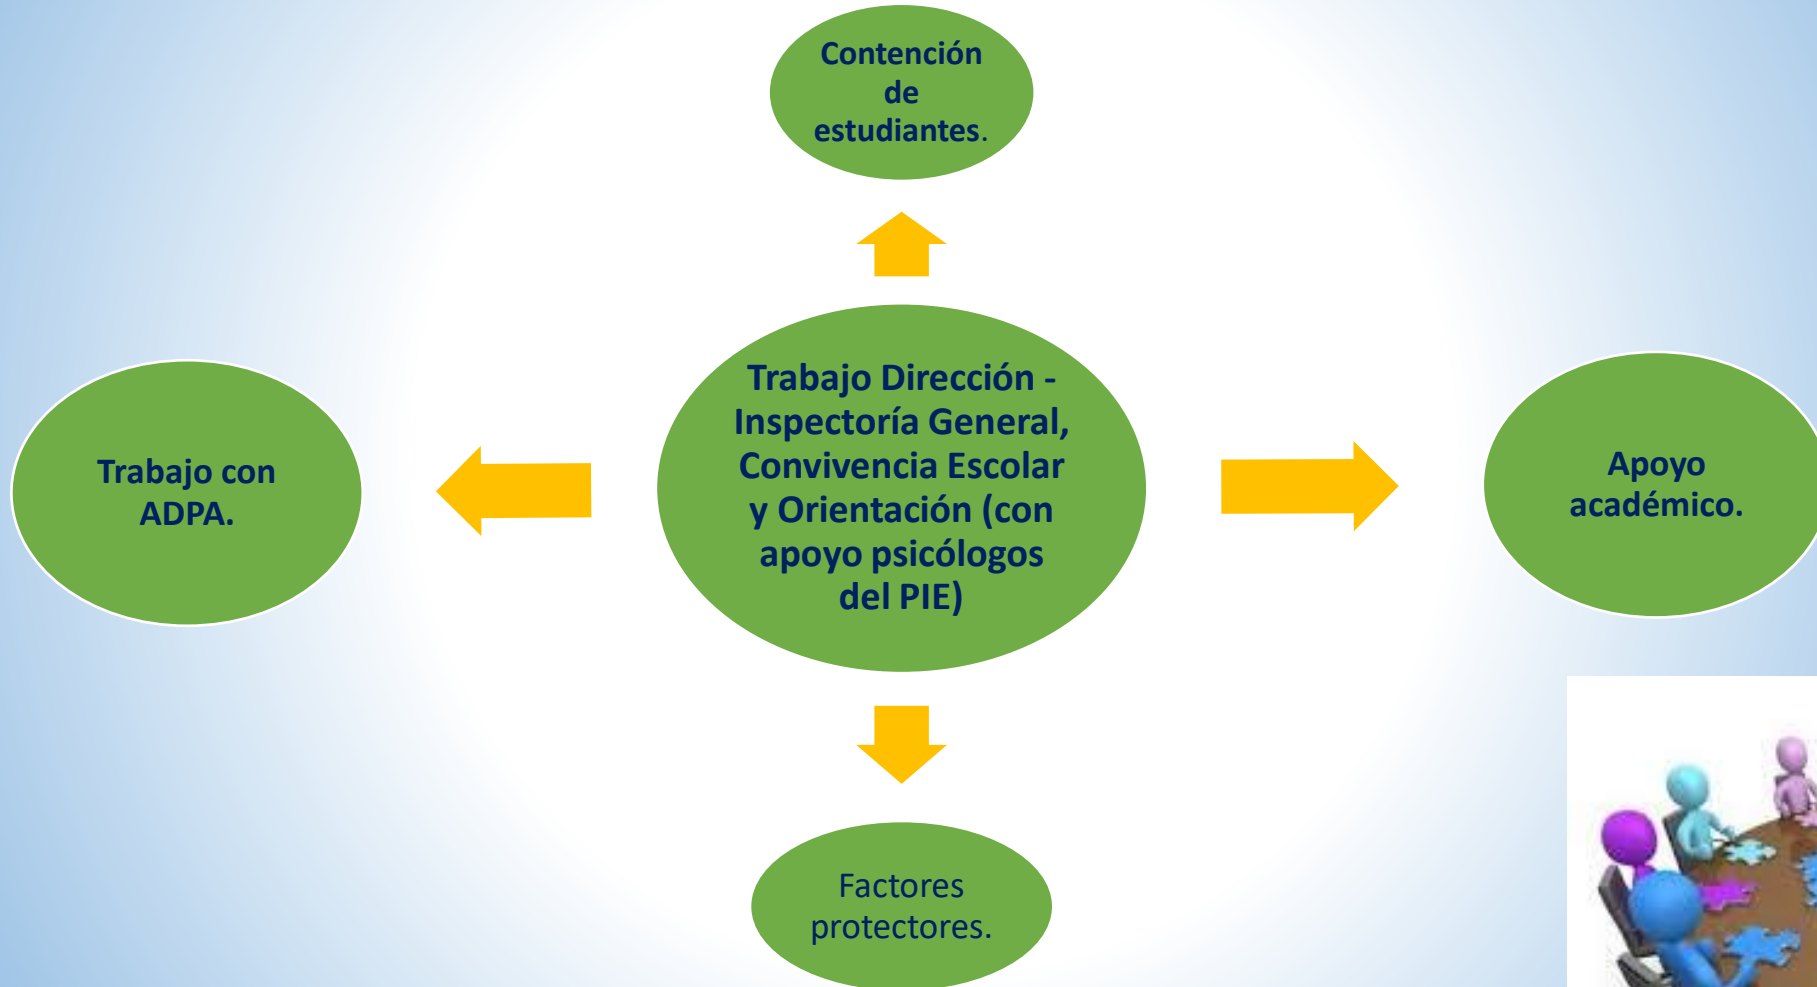 Contención
de
estudiantes.
Trabajo Dirección -
Inspectoría General,
Convivencia Escolar
y Orientación (con
apoyo psicólogos
del PIE)
Trabajo con
ADPA.
Apoyo
académico.
Factores
protectores.